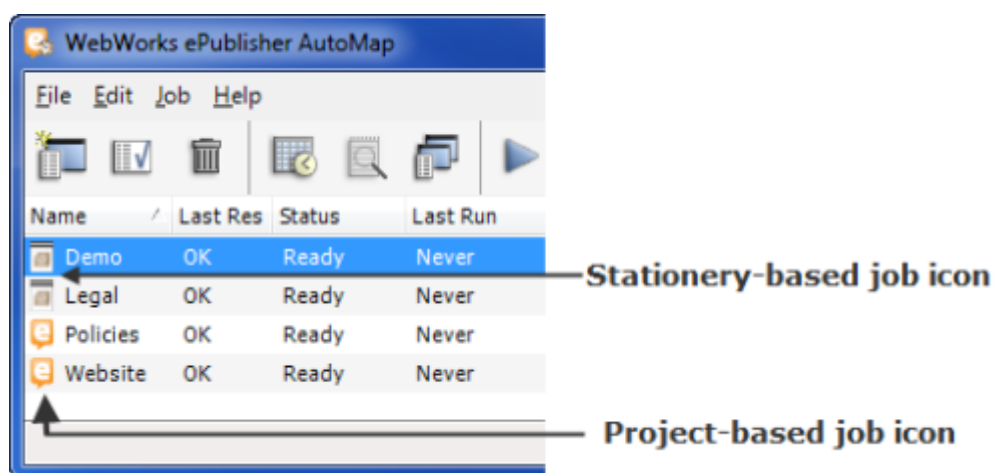 WebWorks ePublisher AutoMap
File Edit Job Help
Name Last Res Status Last Run
Demo OK Ready Never
Stationery-based job icon
Legal OK Ready Never
Policies OK Ready Never
Website OK Ready Never
Project-based job icon